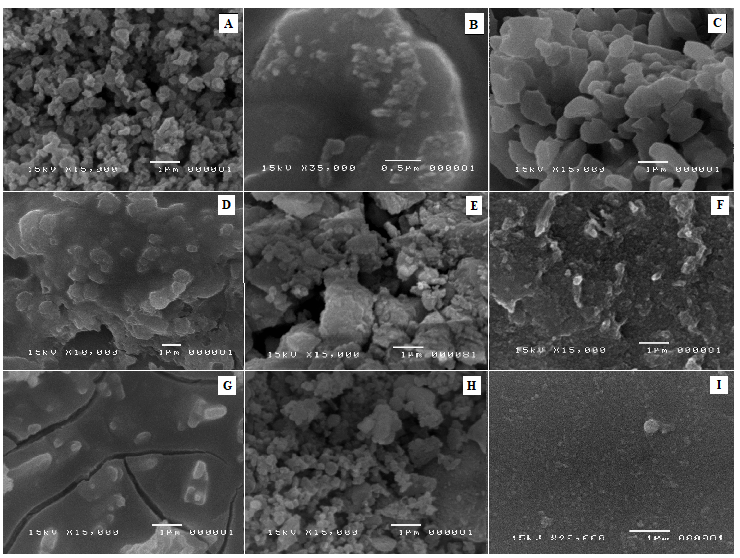 A
15kV X15,000 1µm 000001
B
15kV X35,000 0.5µm 000001
C
15kV X15,000 1µm 000001
D
15kV X10,000 1µm 000001
E
15kV X15,000 1µm 000001
F
15kV X15,000 1µm 000001
G
15kV X15,000 1µm 000001
H
15kV X15,000 1µm 000001
I
15kV 1µm 000001